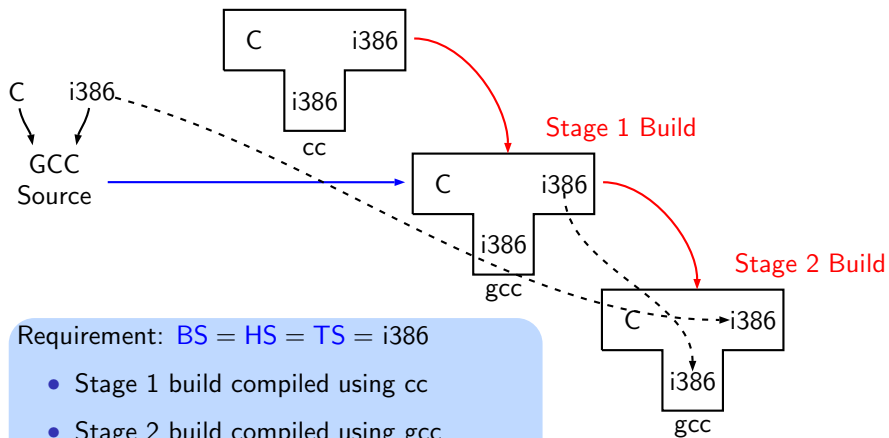 C i386
i386
cc
C i386
GCC
Source
Stage 1 Build
C i386
i386
gcc
Stage 2 Build
C i386
i386
gcc
Requirement: BS = HS = TS = i386
• Stage 1 build compiled using cc
• Stage 2 build compiled using gcc